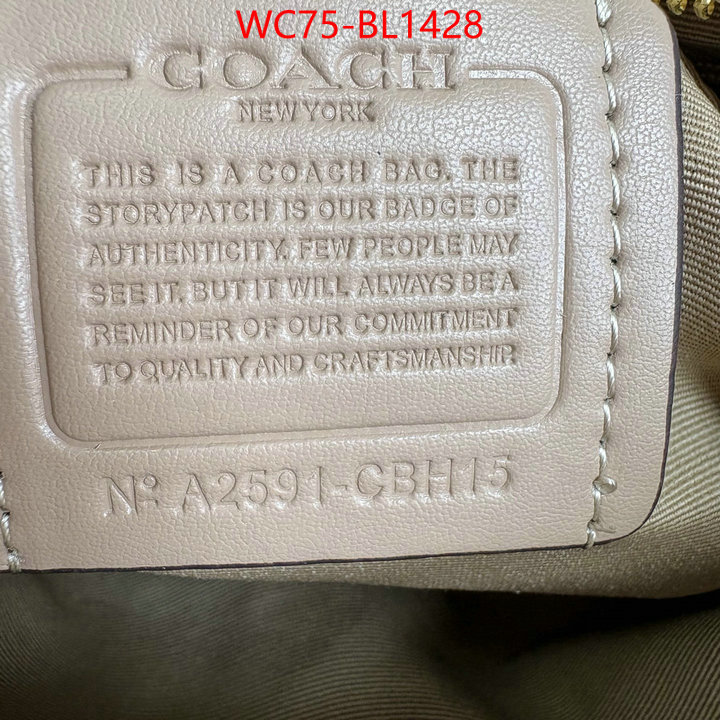 WC75-BL1428
COACH
NEW YORK
THIS IS A COACH BAG. THE
STORYPATCH IS OUR BADGE OF
AUTHENTICITY. FEW PEOPLE MAY
SEE IT. BUT IT WILL ALWAYS BE A
REMINDER OF OUR COMMITMENT
TO QUALITY AND CRAFTSMANSHIP.
Nº A2591-CBH15